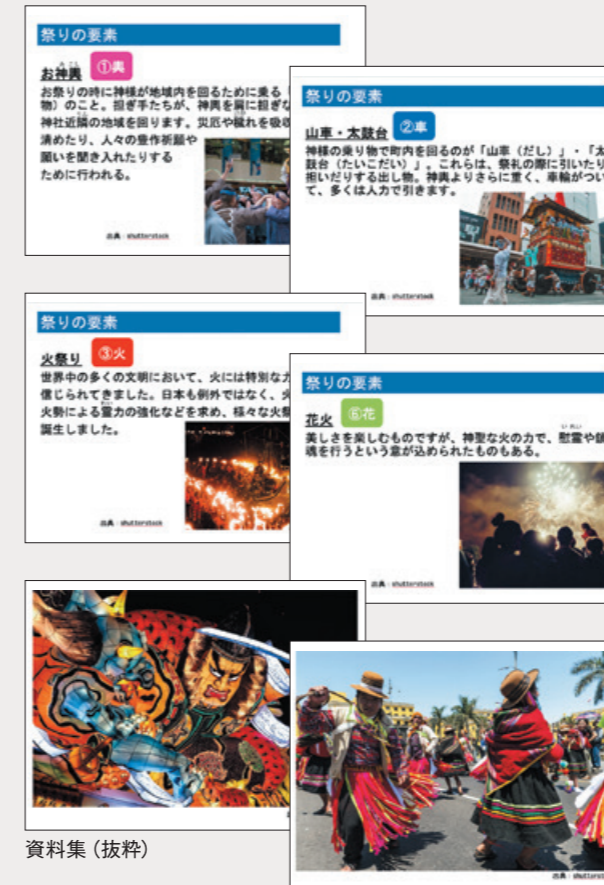 祭りの要素
お神輿 ①輿
みこし
お祭りの時に神様が地域内を回るために乗る
物）のこと。担ぎ手たちが、神輿を肩に担ぎな
神社近隣の地域を回ります。災厄や穢れを吸収
清めたり、人々の豊作祈願や
願いを聞き入れたりする
ために行われる。
出典：shutterstock
祭りの要素
山車・太鼓台 ②車
神様の乗り物で町内を回るのが「山車（だし）」・「太
鼓台（たいこだい）」。これらは、祭礼の際に引いたり
担いだりする出し物。神輿よりさらに重く、車輪がつい
て、多くは人力で引きます。
出典：shutterstock
祭りの要素
火祭り ③火
世界中の多くの文明において、火には特別な力
信じられてきました。日本も例外ではなく、
火勢による霊力の強化などを求め、様々な火祭
誕生しました。
出典：shutterstock
祭りの要素
花火 ⑥花
いれい
美しさを楽しむものですが、神聖な火の力で、慰霊や鎮
魂を行うという意が込められたものもある。
出典：shutterstock
資料集（抜粋）
出典：shutterst